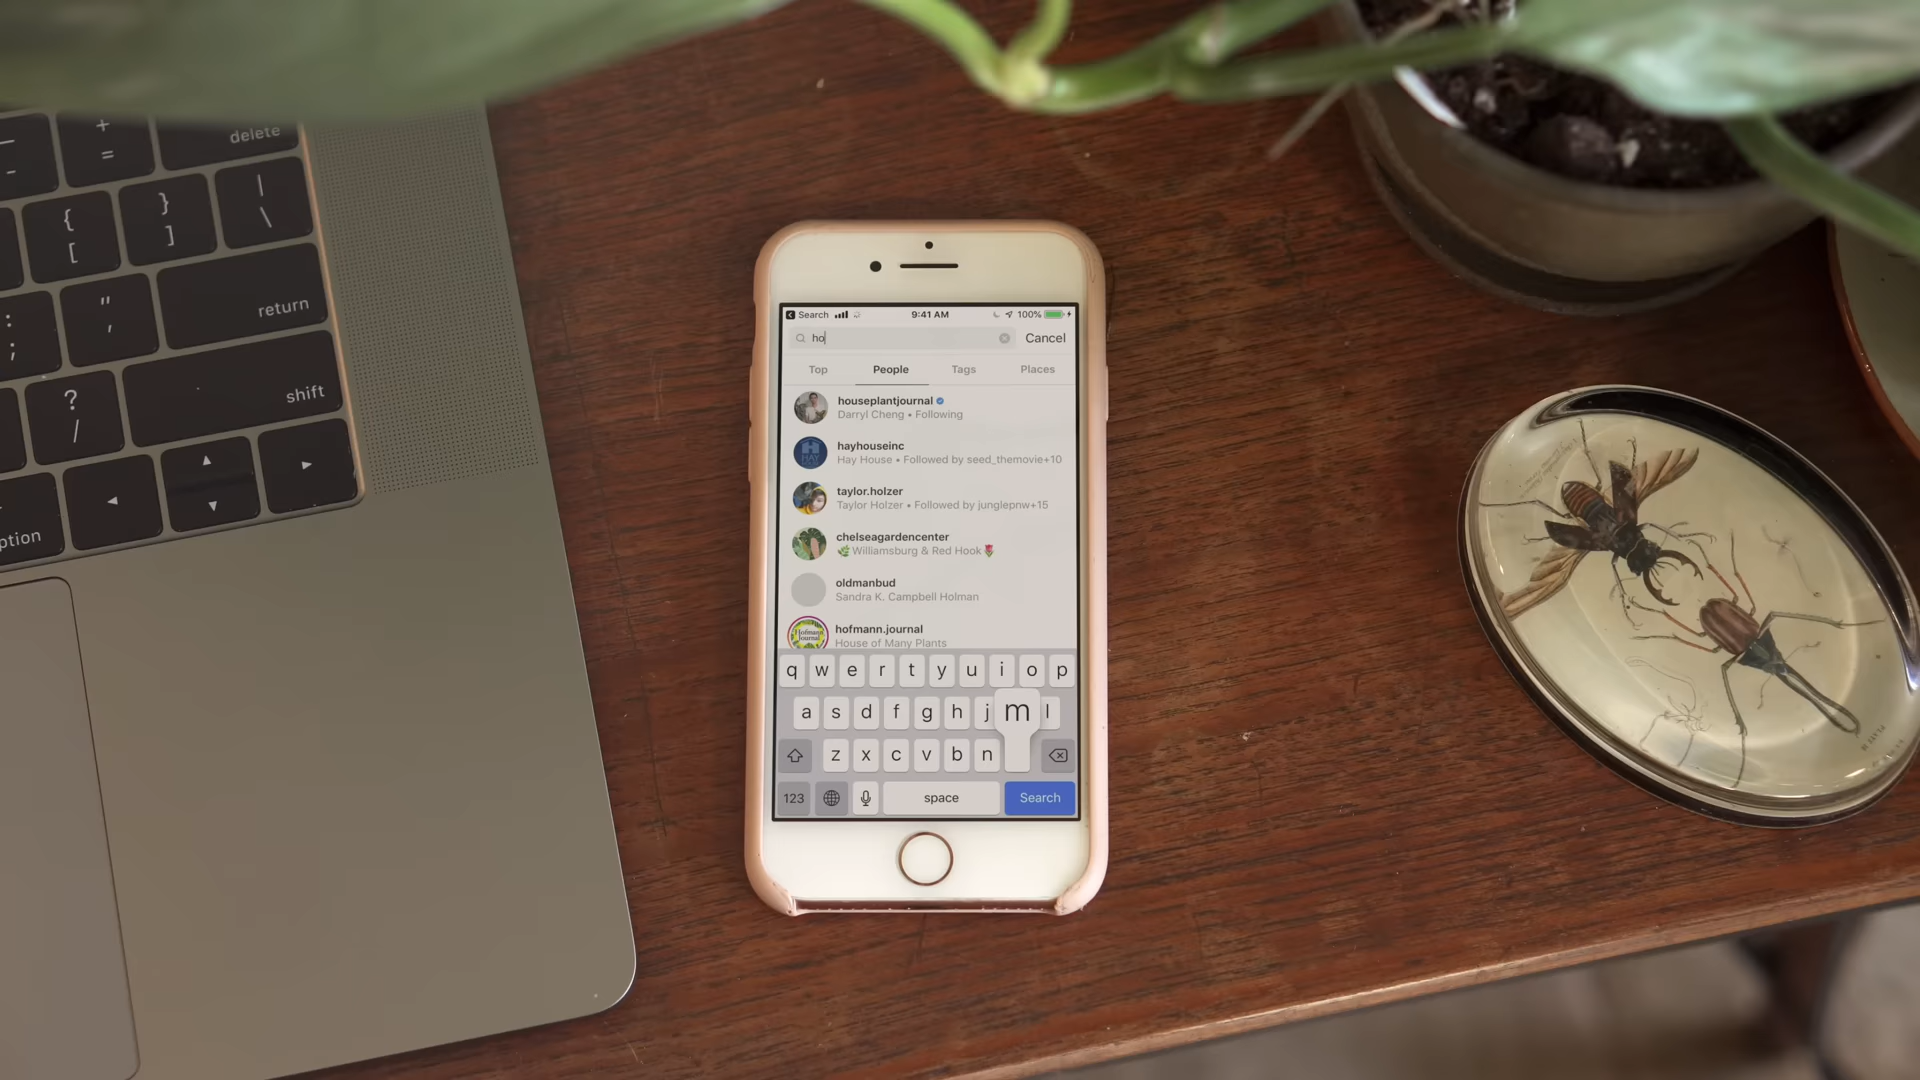 +
=
delete
{
[
}
]
|
\
"
,
return
:
;
?
/
shift
ption
Search
9:41 AM
100%
ho
Cancel
Top
People
Tags
Places
houseplantjournal
Darryl Cheng • Following
hayhouseinc
Hay House • Followed by seed_themovie+10
taylor.holzer
Taylor Holzer • Followed by junglepnw+15
chelseagardencenter
🌿Williamsburg & Red Hook🌷
oldmanbud
Sandra K. Campbell Holman
hofmann.journal
House of Many Plants
q w e r t y u i o p
a s d f g h j m l
z x c v b n
123
space
Search